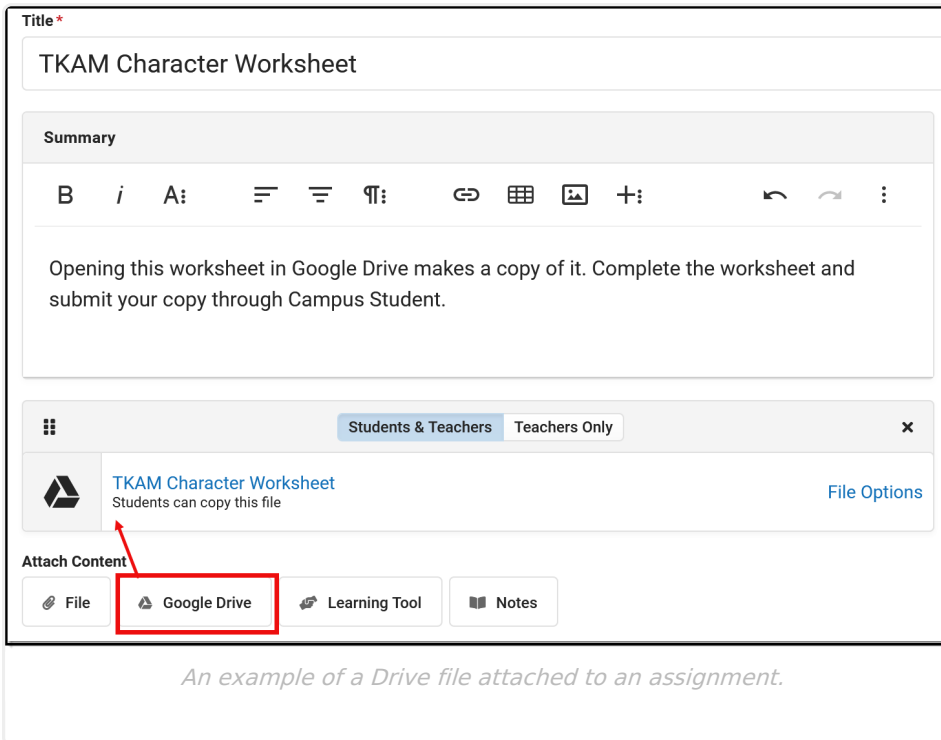 Title*
TKAM Character Worksheet
Summary
B i A
Opening this worksheet in Google Drive makes a copy of it. Complete the worksheet and
submit your copy through Campus Student.
Students & Teachers Teachers Only
TKAM Character Worksheet
Students can copy this file
File Options
Attach Content
File Google Drive Learning Tool Notes
An example of a Drive file attached to an assignment.